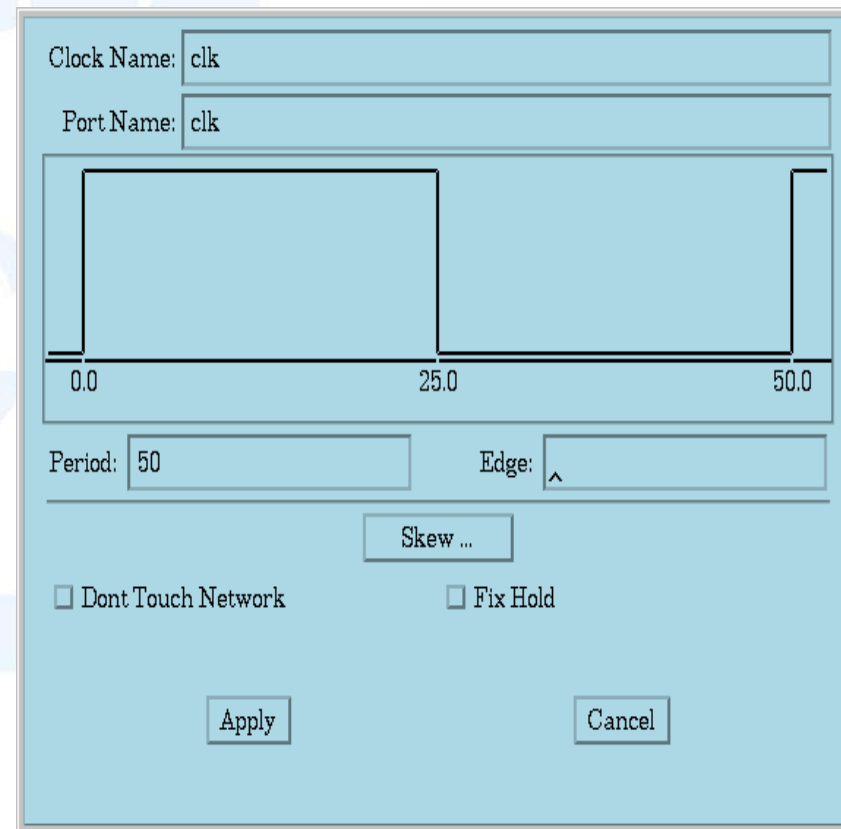 Clock Name: clk
Port Name: clk
0.0 25.0 50.0
Period: 50 Edge:
Skew ...
Dont Touch Network Fix Hold
Apply Cancel